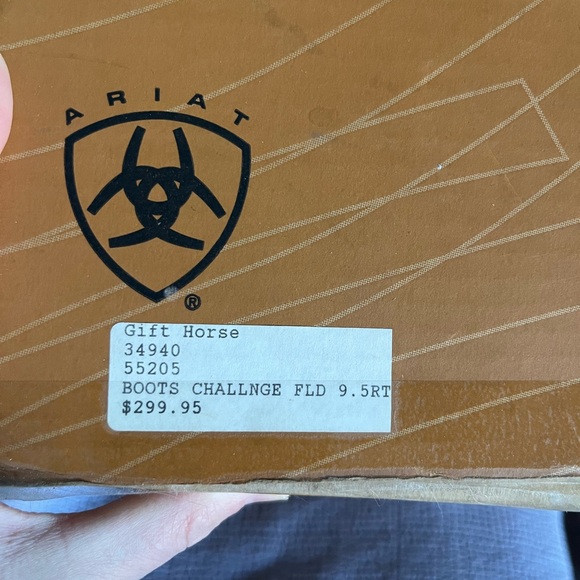 ARIAT
®
Gift Horse
34940
55205
BOOTS CHALLNGE FLD 9.5RT
$299.95